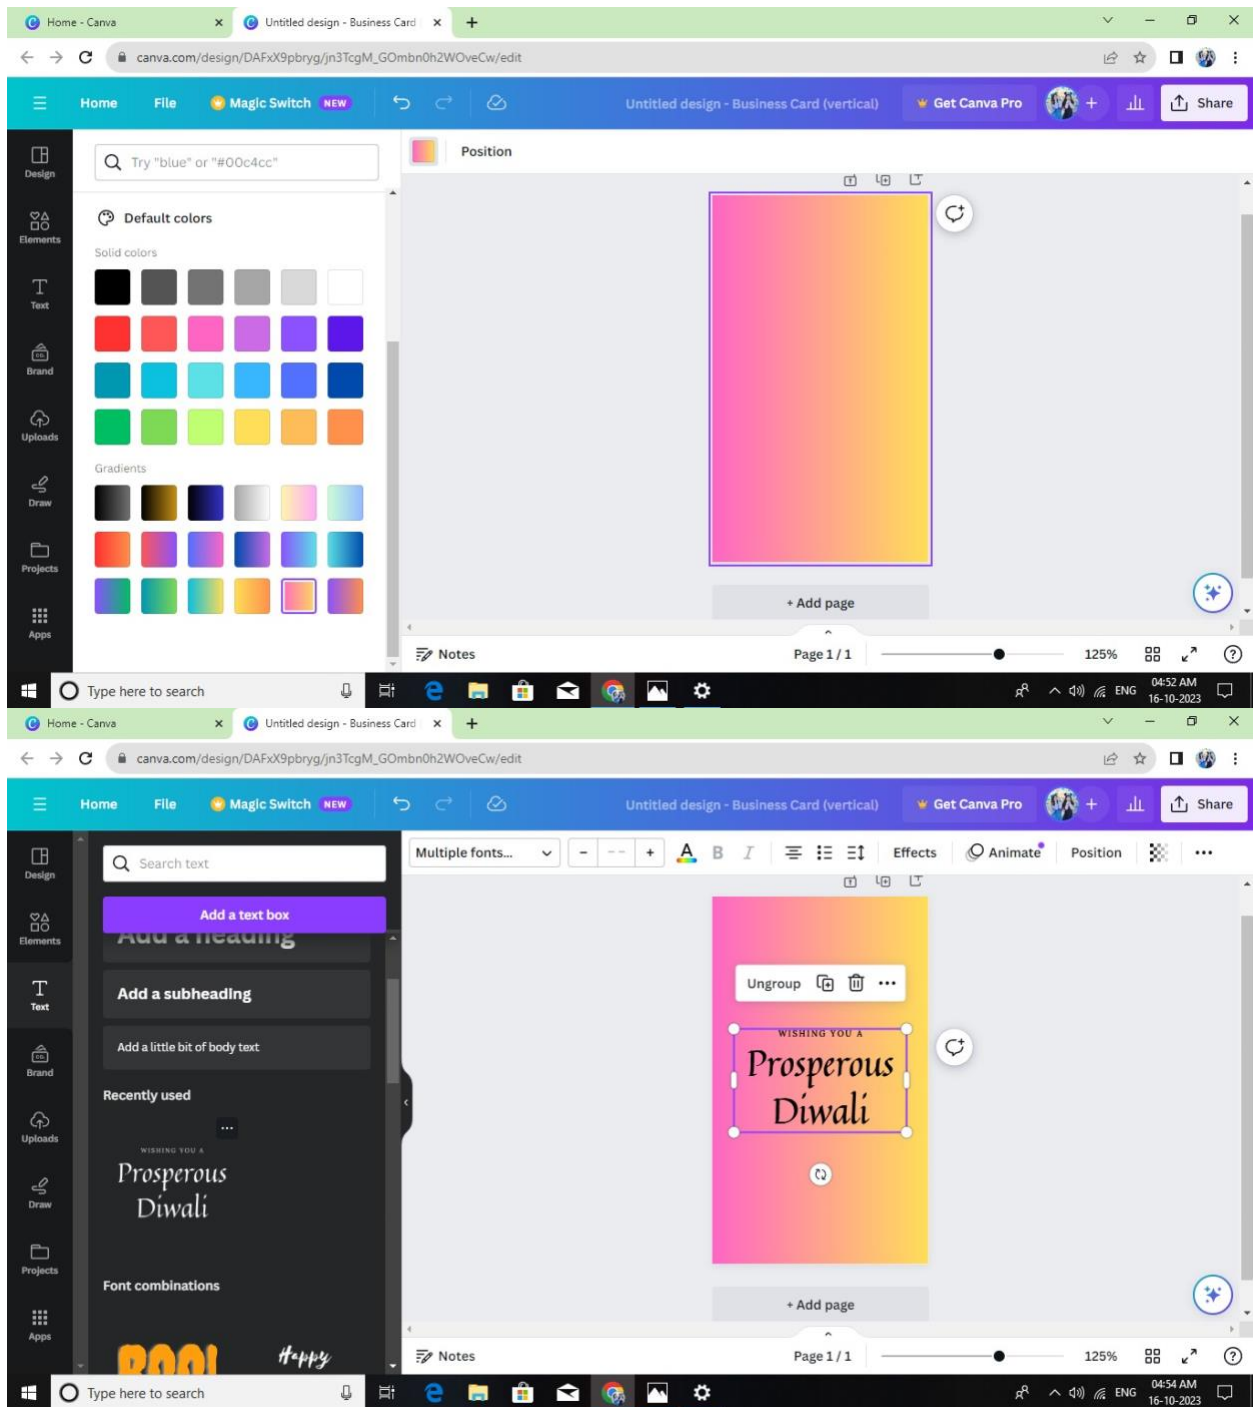 Home - Canva
Untitled design - Business Card
canva.com/design/DAFxX9pbryg/jn3TcgM_GOmbn0h2WOveCw/edit
Home File Magic Switch NEW Untitled design - Business Card (vertical) Get Canva Pro Share
Design
Elements
Text
Brand
Uploads
Draw
Projects
Apps
Try "blue" or "#00c4cc"
Default colors
Solid colors
Gradients
Position
+ Add page
Notes Page 1 / 1 125%
Type here to search
ENG
04:52 AM
16-10-2023
Home - Canva
Untitled design - Business Card
canva.com/design/DAFxX9pbryg/jn3TcgM_GOmbn0h2WOveCw/edit
Home File Magic Switch NEW Untitled design - Business Card (vertical) Get Canva Pro Share
Design
Elements
Text
Brand
Uploads
Draw
Projects
Apps
Search text
Add a text box
Add a heading
Add a subheading
Add a little bit of body text
Recently used
WISHING YOU A
Prosperous
Diwali
Font combinations
BOO!
Happy
Multiple fonts... - -- + A B I Effects Animate Position
Ungroup
WISHING YOU A
Prosperous
Diwali
+ Add page
Notes Page 1 / 1 125%
Type here to search
ENG
04:54 AM
16-10-2023